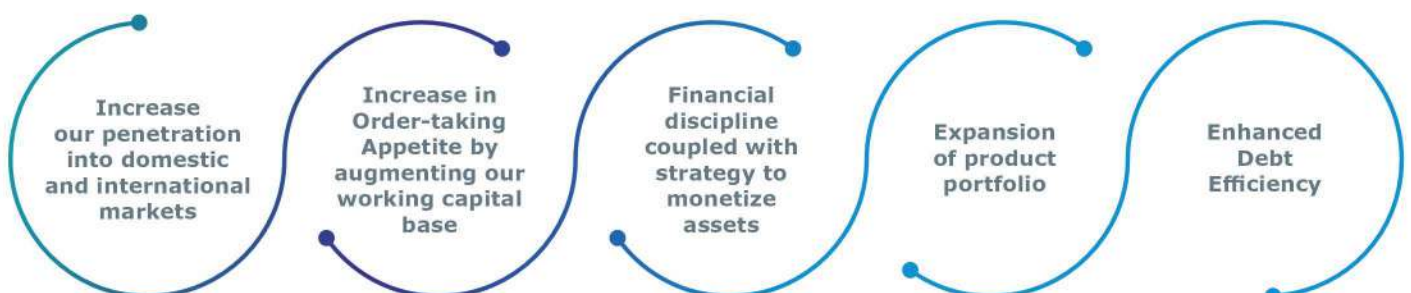 Increase
our penetration
into domestic
and international
markets
Increase in
Order-taking
Appetite by
augmenting our
working capital
base
Financial
discipline
coupled with
strategy to
monetize
assets
Expansion
of product
portfolio
Enhanced
Debt
Efficiency